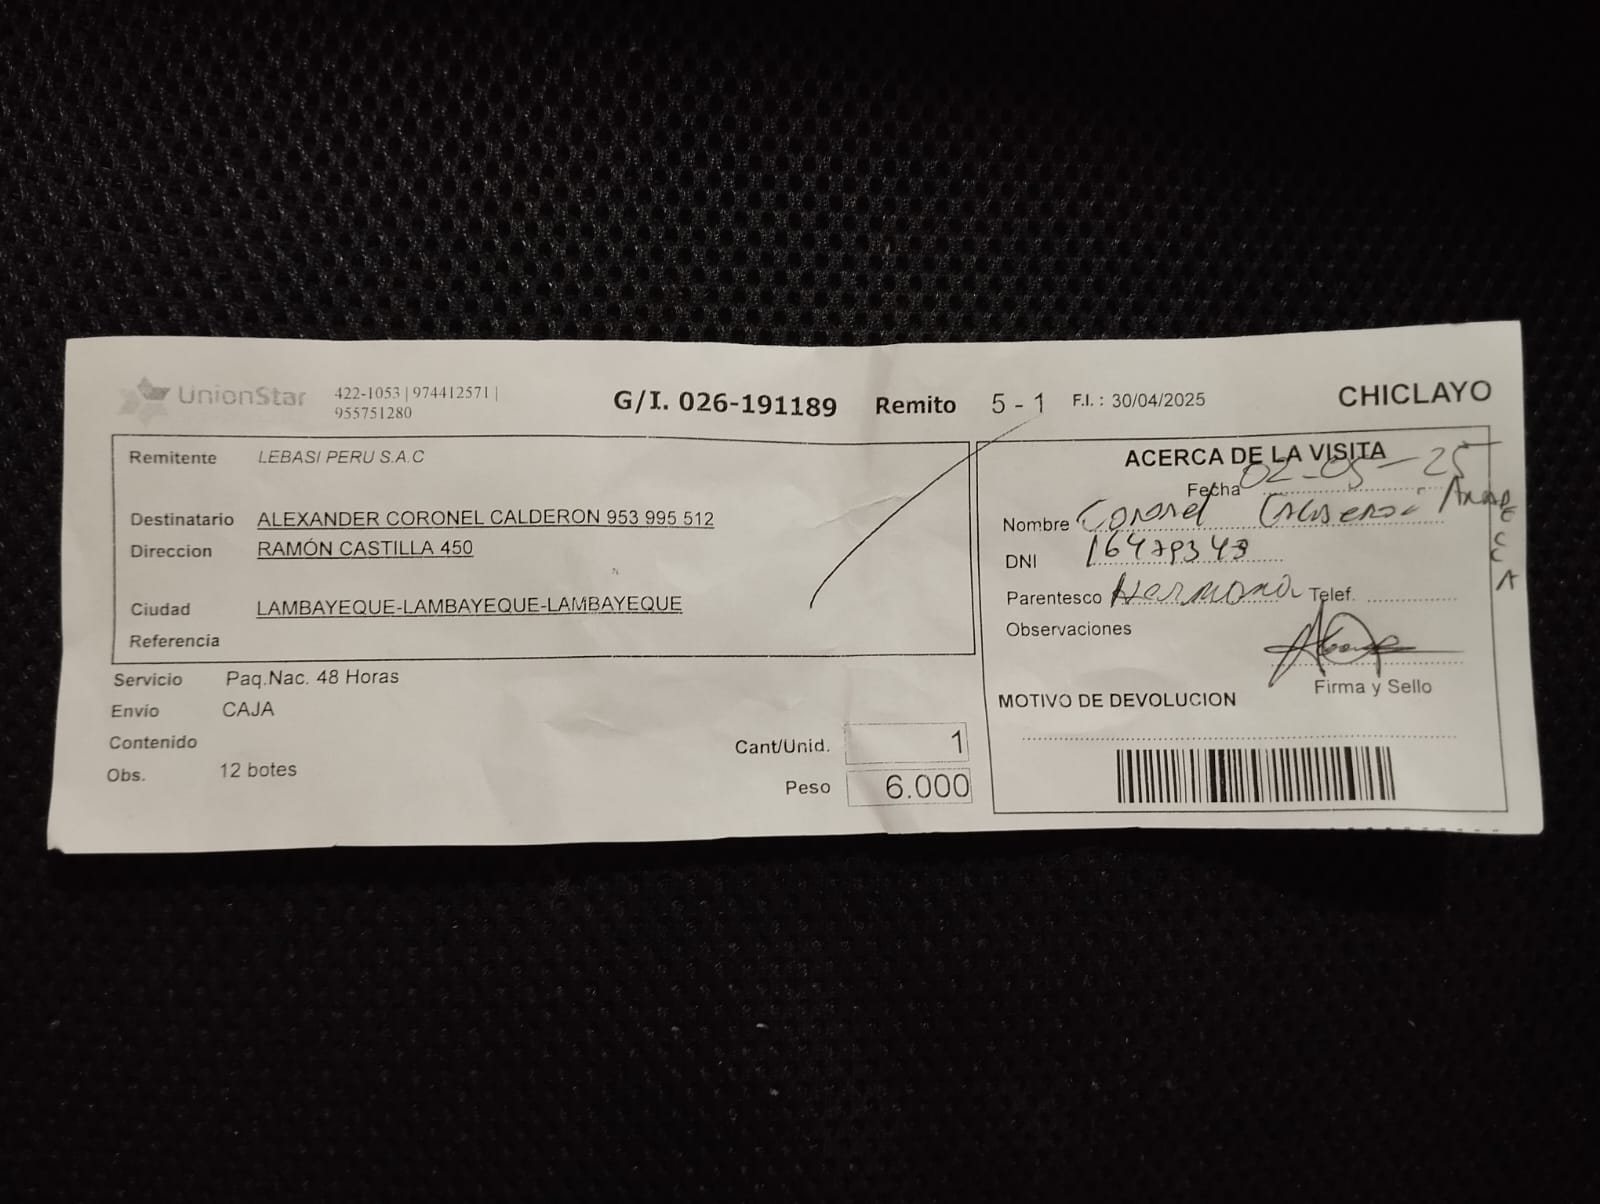 UnionStar 422-1053 | 974412571 |
955751280
G/I. 026-191189 Remito 5 - 1 F.I. : 30/04/2025 CHICLAYO
Remitente LEBASI PERU S.A.C
Destinatario ALEXANDER CORONEL CALDERON 953 995 512
Direccion RAMÓN CASTILLA 450
Ciudad LAMBAYEQUE-LAMBAYEQUE-LAMBAYEQUE
Referencia
Servicio Paq.Nac. 48 Horas
Envío CAJA
Contenido
Obs. 12 botes
Cant/Unid. 1
Peso 6.000
ACERCA DE LA VISITA
Fecha 02-05-25
Nombre Coronel
DNI 16479343
Parentesco Hermana Telef.
Observaciones
Firma y Sello
MOTIVO DE DEVOLUCION